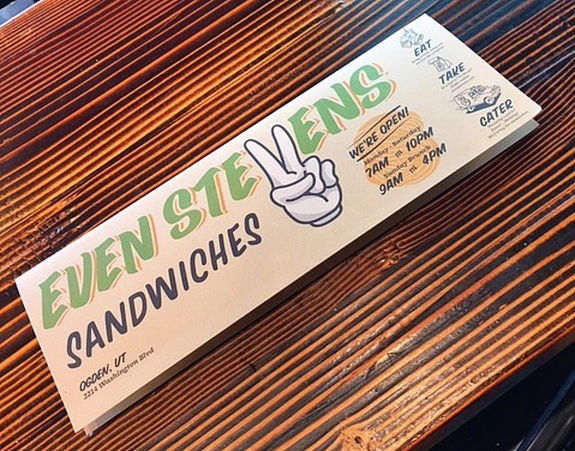 EVEN STEVENS
SANDWICHES
OGDEN, UT
2214 Washington Blvd
WE'RE OPEN!
Monday - Saturday
7AM 'til 10PM
Sunday Brunch
9AM 'til 4PM
EAT
TAKE
CATER